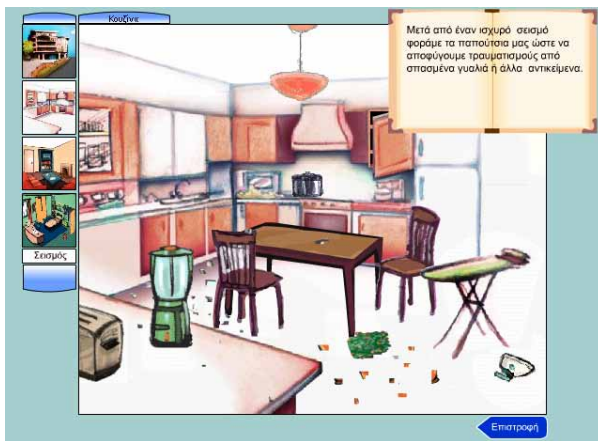 Κουζίνα
Μετά από έναν ισχυρό σεισμό
φοράμε τα παπούτσια μας ώστε να
αποφύγουμε τραυματισμούς από
σπασμένα γυαλιά ή άλλα αντικείμενα.
Σεισμός
Επιστροφή